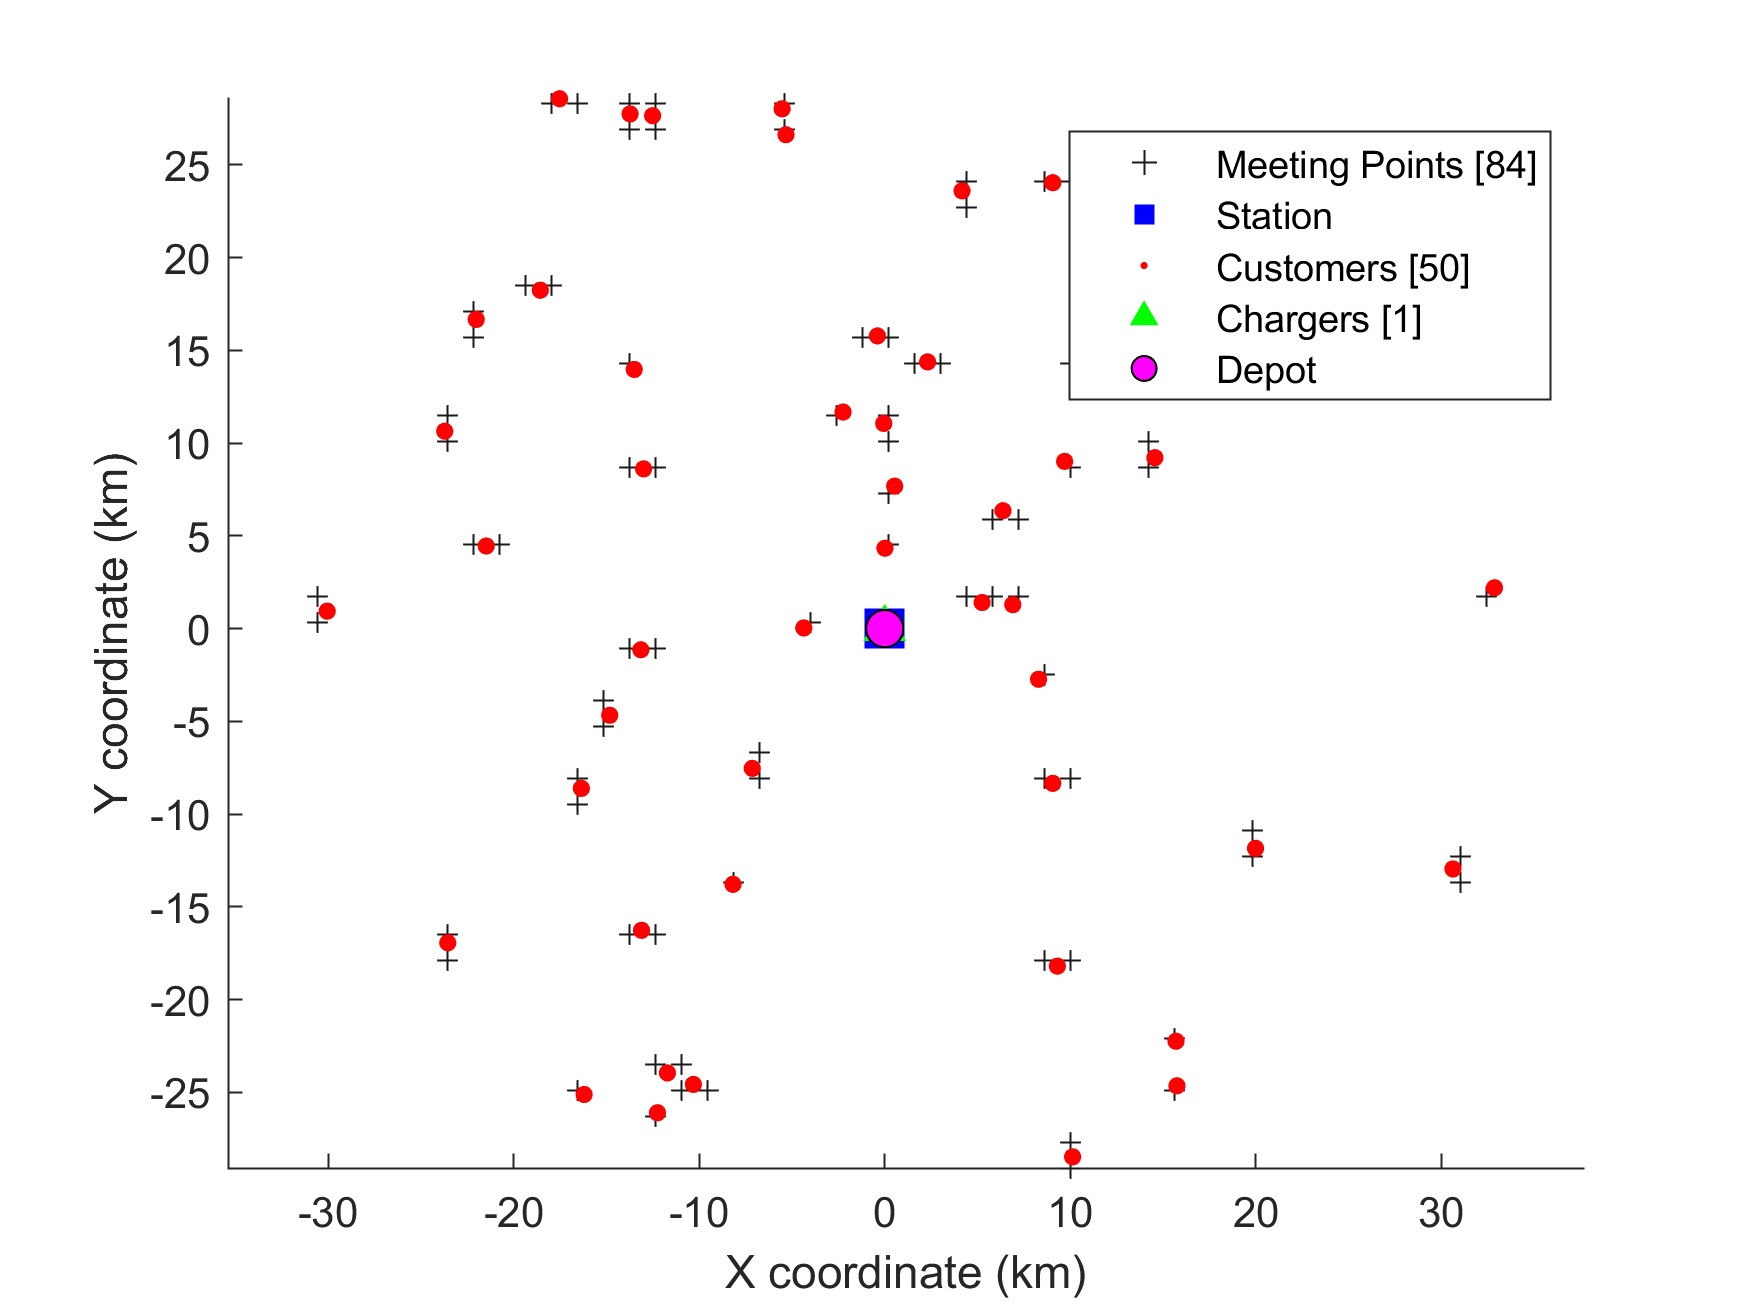 25
20
15
10
5
0
-5
-10
-15
-20
-25
Y coordinate (km)
Meeting Points [84]
Station
Customers [50]
Chargers [1]
Depot
-30 -20 -10 0 10 20 30
X coordinate (km)